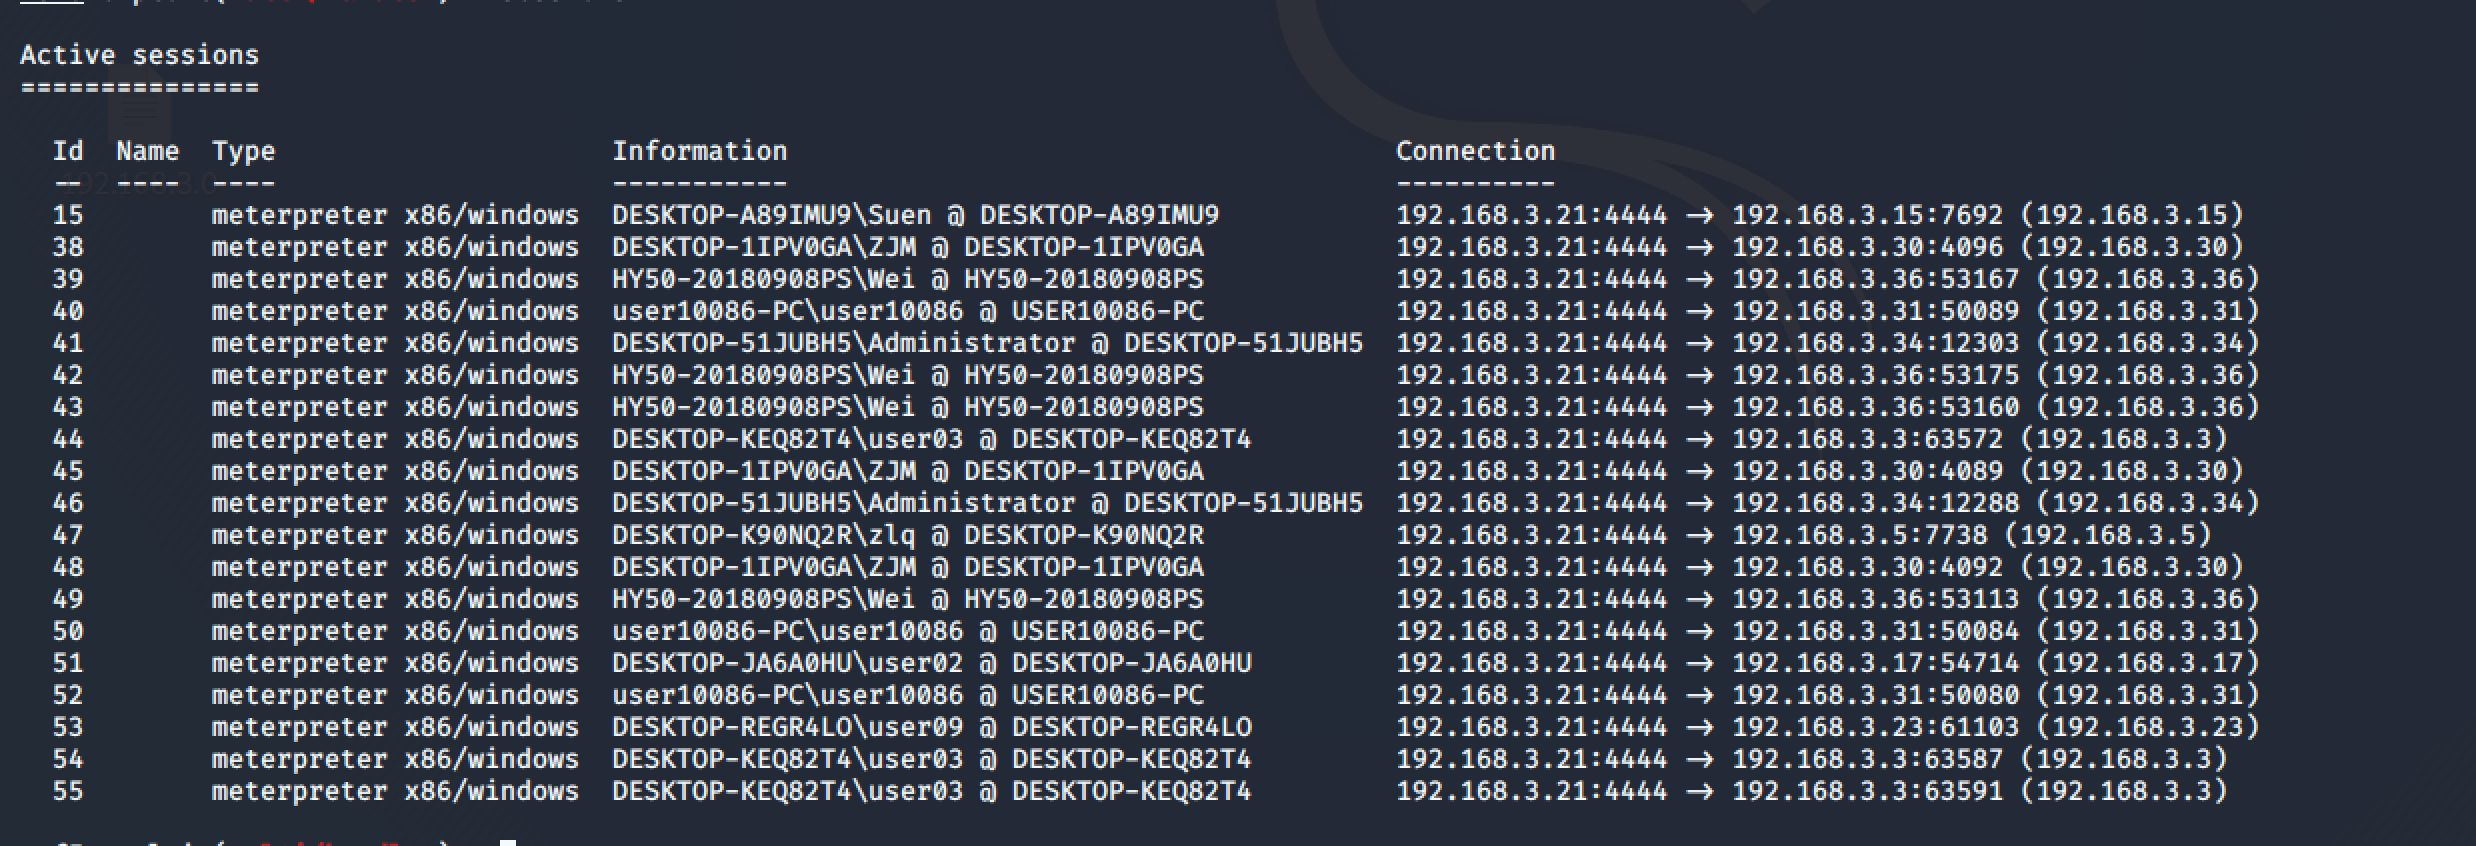 Active sessions
===============
Id Name Type Information Connection
-- ---- ---- ----------- ----------
15 meterpreter x86/windows DESKTOP-A89IMU9\Suen @ DESKTOP-A89IMU9 192.168.3.21:4444 → 192.168.3.15:7692 (192.168.3.15)
38 meterpreter x86/windows DESKTOP-1IPV0GA\ZJM @ DESKTOP-1IPV0GA 192.168.3.21:4444 → 192.168.3.30:4096 (192.168.3.30)
39 meterpreter x86/windows HY50-20180908PS\Wei @ HY50-20180908PS 192.168.3.21:4444 → 192.168.3.36:53167 (192.168.3.36)
40 meterpreter x86/windows user10086-PC\user10086 @ USER10086-PC 192.168.3.21:4444 → 192.168.3.31:50089 (192.168.3.31)
41 meterpreter x86/windows DESKTOP-51JUBH5\Administrator @ DESKTOP-51JUBH5 192.168.3.21:4444 → 192.168.3.34:12303 (192.168.3.34)
42 meterpreter x86/windows HY50-20180908PS\Wei @ HY50-20180908PS 192.168.3.21:4444 → 192.168.3.36:53175 (192.168.3.36)
43 meterpreter x86/windows HY50-20180908PS\Wei @ HY50-20180908PS 192.168.3.21:4444 → 192.168.3.36:53160 (192.168.3.36)
44 meterpreter x86/windows DESKTOP-KEQ82T4\user03 @ DESKTOP-KEQ82T4 192.168.3.21:4444 → 192.168.3.3:63572 (192.168.3.3)
45 meterpreter x86/windows DESKTOP-1IPV0GA\ZJM @ DESKTOP-1IPV0GA 192.168.3.21:4444 → 192.168.3.30:4089 (192.168.3.30)
46 meterpreter x86/windows DESKTOP-51JUBH5\Administrator @ DESKTOP-51JUBH5 192.168.3.21:4444 → 192.168.3.34:12288 (192.168.3.34)
47 meterpreter x86/windows DESKTOP-K90NQ2R\zlq @ DESKTOP-K90NQ2R 192.168.3.21:4444 → 192.168.3.5:7738 (192.168.3.5)
48 meterpreter x86/windows DESKTOP-1IPV0GA\ZJM @ DESKTOP-1IPV0GA 192.168.3.21:4444 → 192.168.3.30:4092 (192.168.3.30)
49 meterpreter x86/windows HY50-20180908PS\Wei @ HY50-20180908PS 192.168.3.21:4444 → 192.168.3.36:53113 (192.168.3.36)
50 meterpreter x86/windows user10086-PC\user10086 @ USER10086-PC 192.168.3.21:4444 → 192.168.3.31:50084 (192.168.3.31)
51 meterpreter x86/windows DESKTOP-JA6A0HU\user02 @ DESKTOP-JA6A0HU 192.168.3.21:4444 → 192.168.3.17:54714 (192.168.3.17)
52 meterpreter x86/windows user10086-PC\user10086 @ USER10086-PC 192.168.3.21:4444 → 192.168.3.31:50080 (192.168.3.31)
53 meterpreter x86/windows DESKTOP-REGR4LO\user09 @ DESKTOP-REGR4LO 192.168.3.21:4444 → 192.168.3.23:61103 (192.168.3.23)
54 meterpreter x86/windows DESKTOP-KEQ82T4\user03 @ DESKTOP-KEQ82T4 192.168.3.21:4444 → 192.168.3.3:63587 (192.168.3.3)
55 meterpreter x86/windows DESKTOP-KEQ82T4\user03 @ DESKTOP-KEQ82T4 192.168.3.21:4444 → 192.168.3.3:63591 (192.168.3.3)